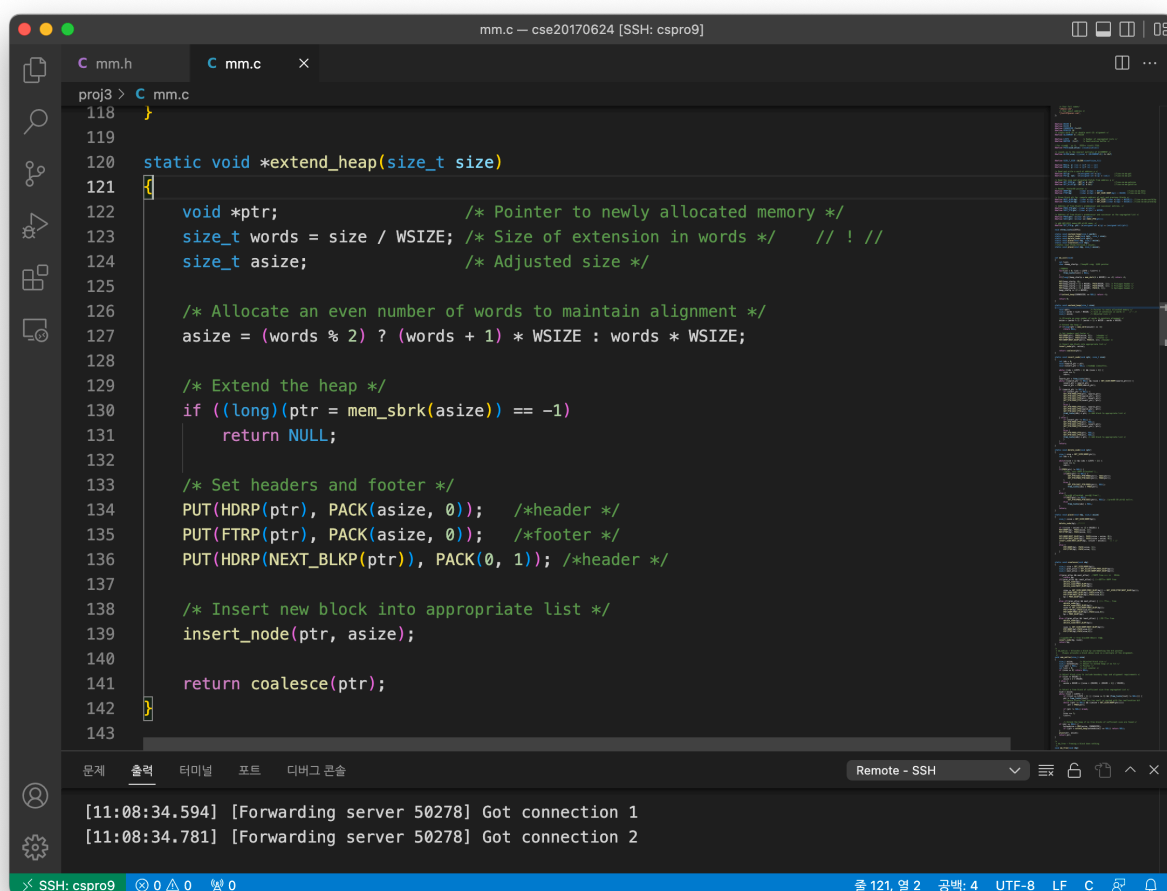 mm.c — cse20170624 [SSH: cspro9]
C mm.h C mm.c ×
proj3 > C mm.c
118 }
119
120 static void *extend_heap(size_t size)
121 {
122     void *ptr;                   /* Pointer to newly allocated memory */
123     size_t words = size / WSIZE; /* Size of extension in words */    // ! //
124     size_t asize;                /* Adjusted size */
125
126     /* Allocate an even number of words to maintain alignment */
127     asize = (words % 2) ? (words + 1) * WSIZE : words * WSIZE;
128
129     /* Extend the heap */
130     if ((long)(ptr = mem_sbrk(asize)) == -1)
131         return NULL;
132
133     /* Set headers and footer */
134     PUT(HDRP(ptr), PACK(asize, 0));   /*header */
135     PUT(FTRP(ptr), PACK(asize, 0));   /*footer */
136     PUT(HDRP(NEXT_BLKP(ptr)), PACK(0, 1)); /*header */
137
138     /* Insert new block into appropriate list */
139     insert_node(ptr, asize);
140
141     return coalesce(ptr);
142 }
143
문제 출력 터미널 포트 디버그 콘솔 Remote - SSH
[11:08:34.594] [Forwarding server 50278] Got connection 1
[11:08:34.781] [Forwarding server 50278] Got connection 2
SSH: cspro9 0 0 0 줄 121, 열 2 공백: 4 UTF-8 LF C